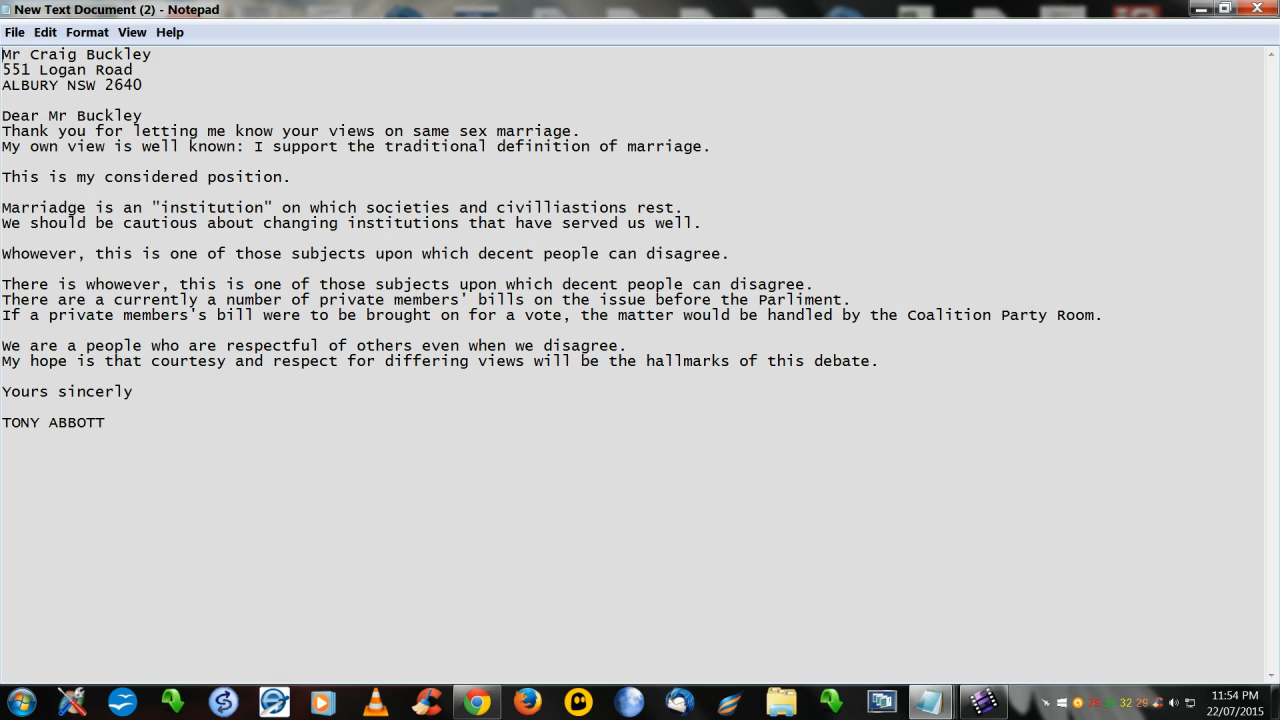 New Text Document (2) - Notepad
File Edit Format View Help
Mr Craig Buckley
551 Logan Road
ALBURY NSW 2640
Dear Mr Buckley
Thank you for letting me know your views on same sex marriage.
My own view is well known: I support the traditional definition of marriage.
This is my considered position.
Marriadge is an "institution" on which societies and civilliastions rest.
We should be cautious about changing institutions that have served us well.
Whowever, this is one of those subjects upon which decent people can disagree.
There is whowever, this is one of those subjects upon which decent people can disagree.
There are a currently a number of private members' bills on the issue before the Parliment.
If a private members's bill were to be brought on for a vote, the matter would be handled by the Coalition Party Room.
We are a people who are respectful of others even when we disagree.
My hope is that courtesy and respect for differing views will be the hallmarks of this debate.
Yours sincerly
TONY ABBOTT
32 29
11:54 PM
22/07/2015